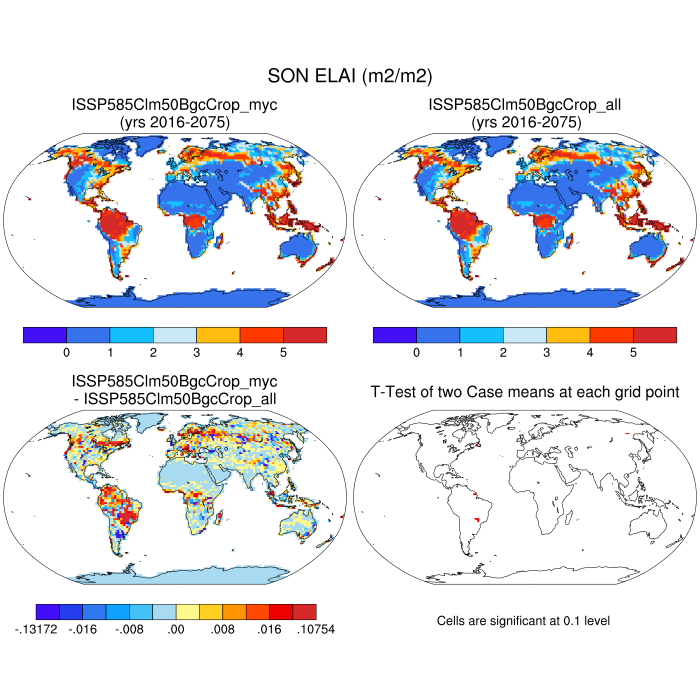 SON ELAI (m2/m2)
ISSP585Clm50BgcCrop_myc
(yrs 2016-2075)
ISSP585Clm50BgcCrop_all
(yrs 2016-2075)
0 1 2 3 4 5
0 1 2 3 4 5
ISSP585Clm50BgcCrop_myc
- ISSP585Clm50BgcCrop_all
T-Test of two Case means at each grid point
-.13172 -.016 -.008 .00 .008 .016 .10754
Cells are significant at 0.1 level